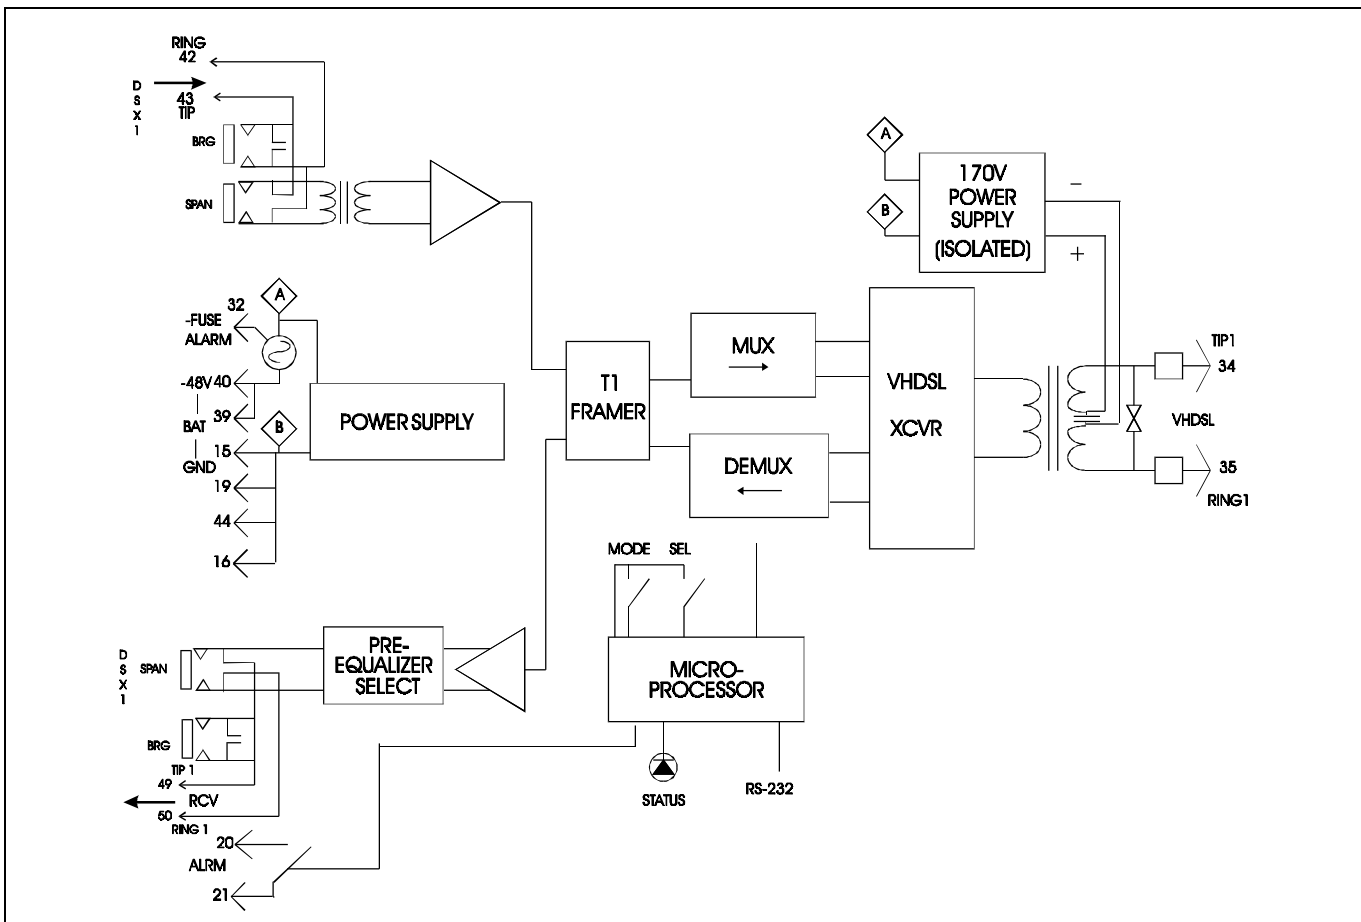 RING
42
D
S
X
1
43
TIP
BRG
SPAN
A
B
170V
POWER
SUPPLY
(ISOLATED)
−
+
A
32
-FUSE
ALARM
-48V 40
39
BAT
B
15
GND
19
44
16
POWER SUPPLY
T1
FRAMER
MUX
DEMUX
VHDSL
XCVR
TIP1
34
VHDSL
35
RING1
MODE SEL
MICRO-
PROCESSOR
STATUS
RS-232
D
S
X
1
SPAN
PRE-
EQUALIZER
SELECT
BRG
TIP 1
49
RCV
50
RING 1
20
ALRM
21